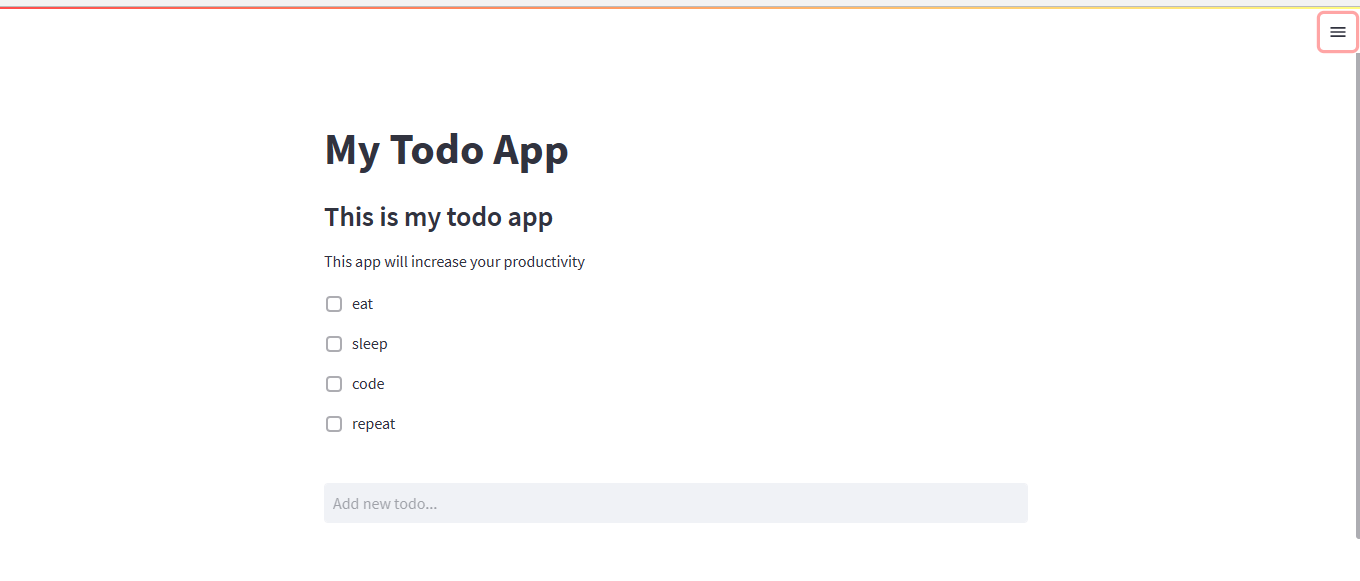 My Todo App
This is my todo app
This app will increase your productivity
eat
sleep
code
repeat
Add new todo...